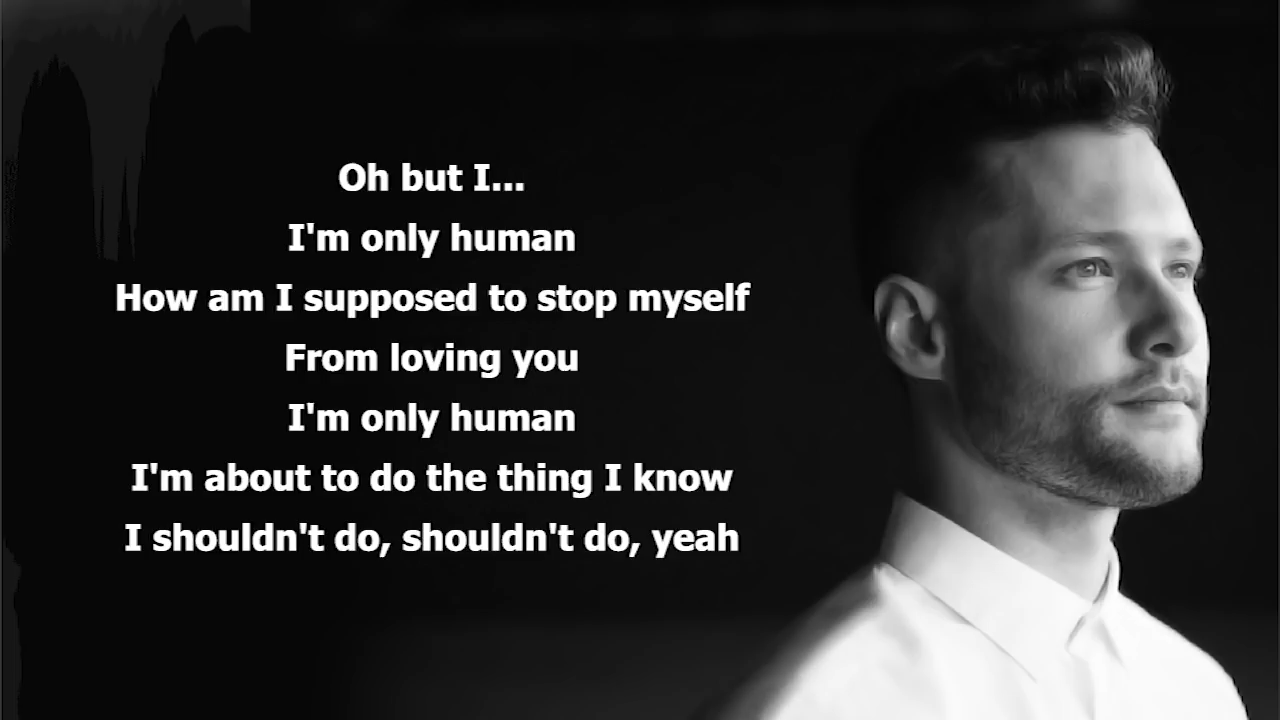 Oh but I...
I'm only human
How am I supposed to stop myself
From loving you
I'm only human
I'm about to do the thing I know
I shouldn't do, shouldn't do, yeah